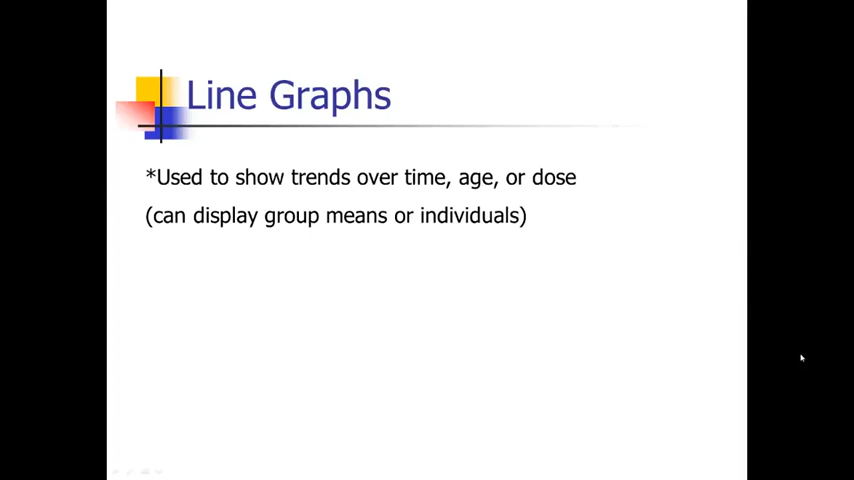 Line Graphs
*Used to show trends over time, age, or dose
(can display group means or individuals)